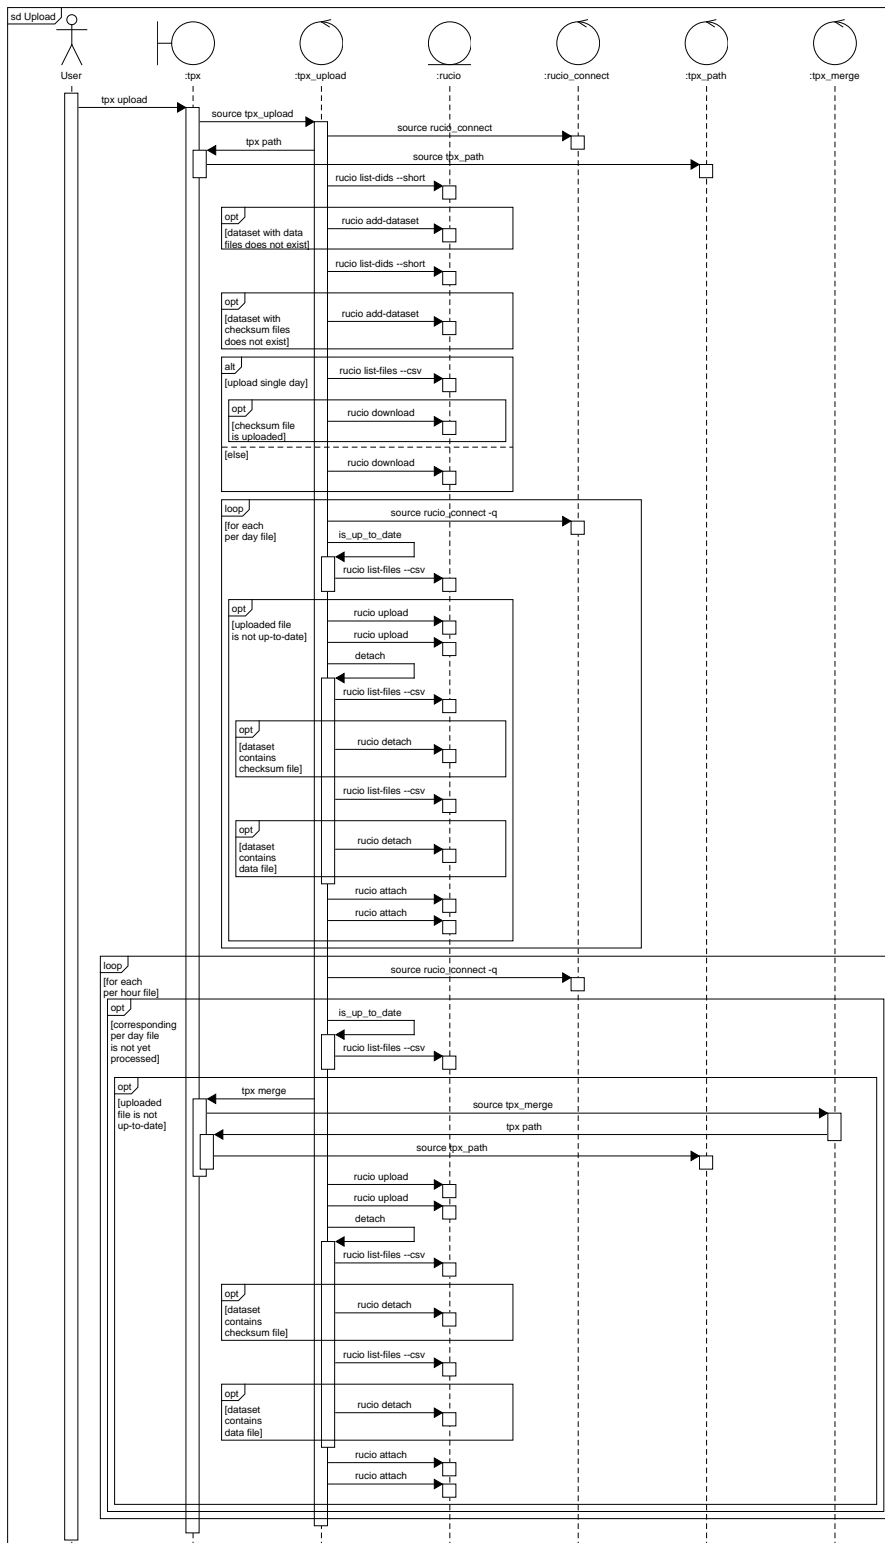 sd Upload
User
:tpx
:tpx_upload
:rucio
:rucio_connect
:tpx_path
:tpx_merge
tpx upload
source tpx_upload
source rucio_connect
tpx path
source tpx_path
rucio list-dids --short
opt
[dataset with data
files does not exist]
rucio add-dataset
rucio list-dids --short
opt
[dataset with
checksum files
does not exist]
rucio add-dataset
alt
[upload single day]
rucio list-files --csv
opt
[checksum file
is uploaded]
rucio download
[else]
rucio download
loop
[for each
per day file]
source rucio_connect -q
is_up_to_date
rucio list-files --csv
opt
[uploaded file
is not up-to-date]
rucio upload
rucio upload
detach
rucio list-files --csv
opt
[dataset
contains
checksum file]
rucio detach
rucio list-files --csv
opt
[dataset
contains
data file]
rucio detach
rucio attach
rucio attach
loop
[for each
per hour file]
source rucio_connect -q
opt
[corresponding
per day file
is not yet
processed]
is_up_to_date
rucio list-files --csv
opt
[uploaded
file is not
up-to-date]
tpx merge
source tpx_merge
tpx path
source tpx_path
rucio upload
rucio upload
detach
rucio list-files --csv
opt
[dataset
contains
checksum file]
rucio detach
rucio list-files --csv
opt
[dataset
contains
data file]
rucio detach
rucio attach
rucio attach